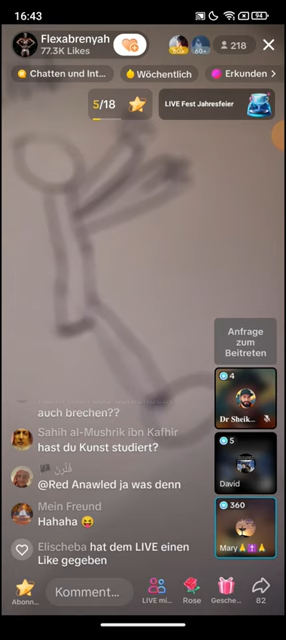 16:43
94
Flexabrenyah
77.3K Likes
60+
218
Chatten und Int...
Wöchentlich
Erkunden >
5/18
LIVE Fest Jahresfeier
Anfrage
zum
Beitreten
4
Dr Sheik...
5
David
360
Mary🙏✝️🙏
auch brechen??
Sahih al-Mushrik ibn Kafhir
hast du Kunst studiert?
@Red Anawled ja was denn
Mein Freund
Hahaha 😝
Elischeba hat dem LIVE einen
Like gegeben
Abonn...
Komment...
LIVE mi...
Rose
Gesche...
82